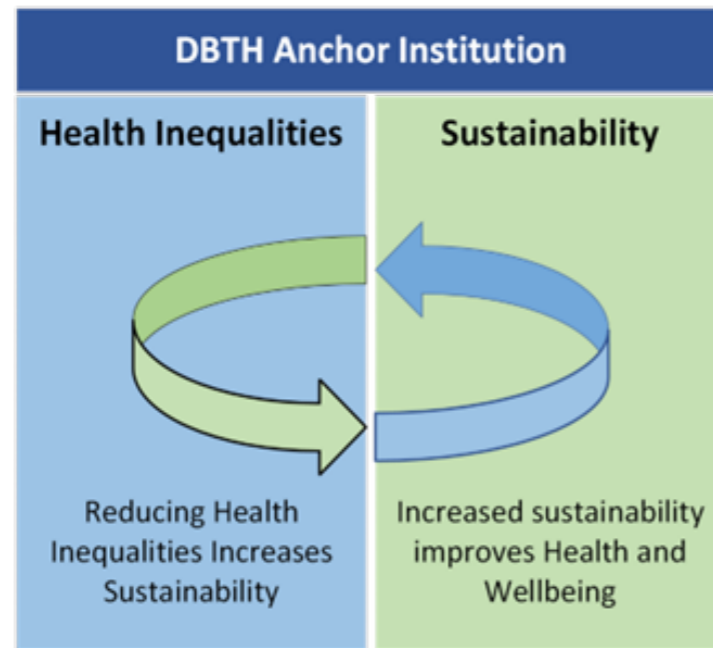 DBTH Anchor Institution
Health Inequalities
Sustainability
Reducing Health
Inequalities Increases
Sustainability
Increased sustainability
improves Health and
Wellbeing